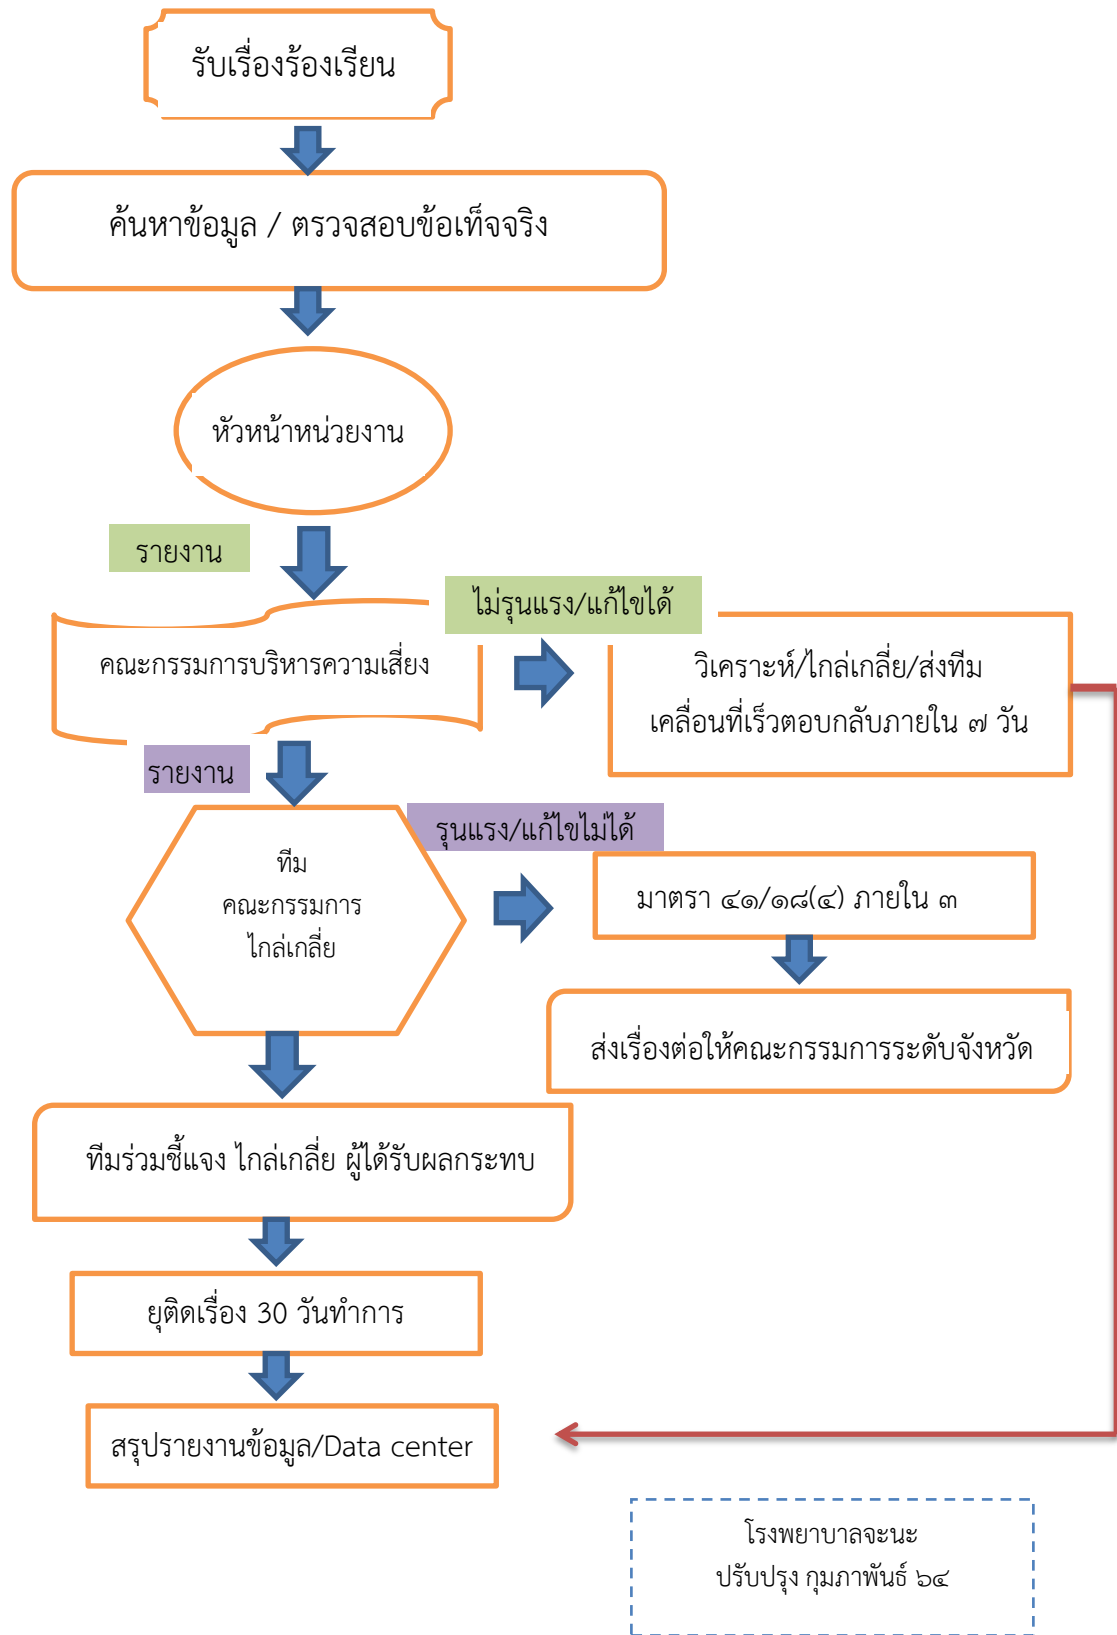 รับเรื่องร้องเรียน
ค้นหาข้อมูล / ตรวจสอบข้อเท็จจริง
หัวหน้าหน่วยงาน
รายงาน
ไม่รุนแรง/แก้ไขได้
คณะกรรมการบริหารความเสี่ยง
วิเคราะห์/ไกล่เกลี่ย/ส่งทีม
เคลื่อนที่เร็วตอบกลับภายใน ๗ วัน
รายงาน
รุนแรง/แก้ไขไม่ได้
ทีม
คณะกรรมการ
ไกล่เกลี่ย
มาตรา ๔๑/๑๘(๔) ภายใน ๓
ส่งเรื่องต่อให้คณะกรรมการระดับจังหวัด
ทีมร่วมชี้แจง ไกล่เกลี่ย ผู้ได้รับผลกระทบ
ยุติดเรื่อง 30 วันทำการ
สรุปรายงานข้อมูล/Data center
โรงพยาบาลจะนะ
ปรับปรุง กุมภาพันธ์ ๖๔